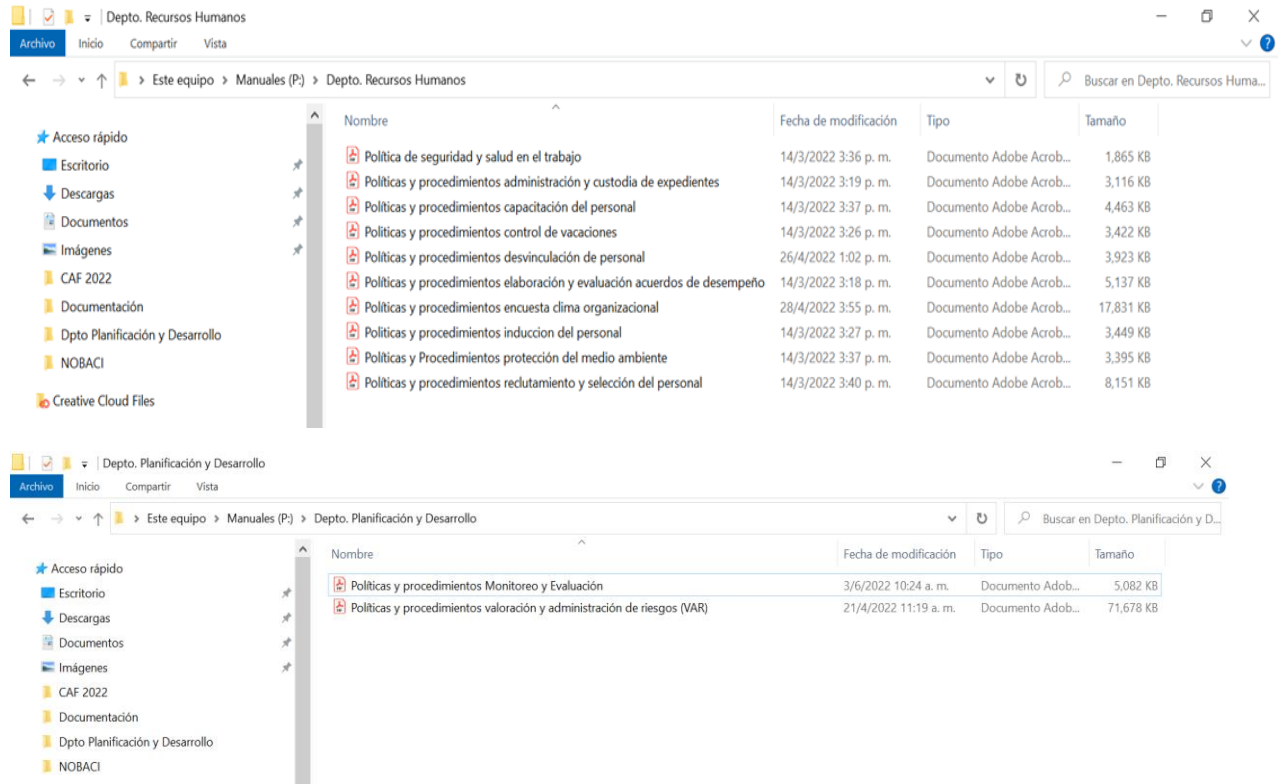 Depto. Recursos Humanos
Archivo Inicio Compartir Vista
Este equipo > Manuales (P:) > Depto. Recursos Humanos Buscar en Depto. Recursos Huma...
Nombre Fecha de modificación Tipo Tamaño
Acceso rápido
Escritorio
Descargas
Documentos
Imágenes
CAF 2022
Documentación
Dpto Planificación y Desarrollo
NOBACI
Creative Cloud Files
Política de seguridad y salud en el trabajo 14/3/2022 3:36 p. m. Documento Adobe Acrob... 1,865 KB
Políticas y procedimientos administración y custodia de expedientes 14/3/2022 3:19 p. m. Documento Adobe Acrob... 3,116 KB
Políticas y procedimientos capacitación del personal 14/3/2022 3:37 p. m. Documento Adobe Acrob... 4,463 KB
Politicas y procedimientos control de vacaciones 14/3/2022 3:26 p. m. Documento Adobe Acrob... 3,422 KB
Políticas y procedimientos desvinculación de personal 26/4/2022 1:02 p. m. Documento Adobe Acrob... 3,923 KB
Políticas y procedimientos elaboración y evaluación acuerdos de desempeño 14/3/2022 3:18 p. m. Documento Adobe Acrob... 5,137 KB
Políticas y procedimientos encuesta clima organizacional 28/4/2022 3:55 p. m. Documento Adobe Acrob... 17,831 KB
Politicas y procedimientos induccion del personal 14/3/2022 3:27 p. m. Documento Adobe Acrob... 3,449 KB
Políticas y Procedimientos protección del medio ambiente 14/3/2022 3:37 p. m. Documento Adobe Acrob... 3,395 KB
Políticas y procedimientos reclutamiento y selección del personal 14/3/2022 3:40 p. m. Documento Adobe Acrob... 8,151 KB
Depto. Planificación y Desarrollo
Archivo Inicio Compartir Vista
Este equipo > Manuales (P:) > Depto. Planificación y Desarrollo Buscar en Depto. Planificación y D...
Nombre Fecha de modificación Tipo Tamaño
Acceso rápido
Escritorio
Descargas
Documentos
Imágenes
CAF 2022
Documentación
Dpto Planificación y Desarrollo
NOBACI
Políticas y procedimientos Monitoreo y Evaluación 3/6/2022 10:24 a. m. Documento Adob... 5,082 KB
Políticas y procedimientos valoración y administración de riesgos (VAR) 21/4/2022 11:19 a. m. Documento Adob... 71,678 KB